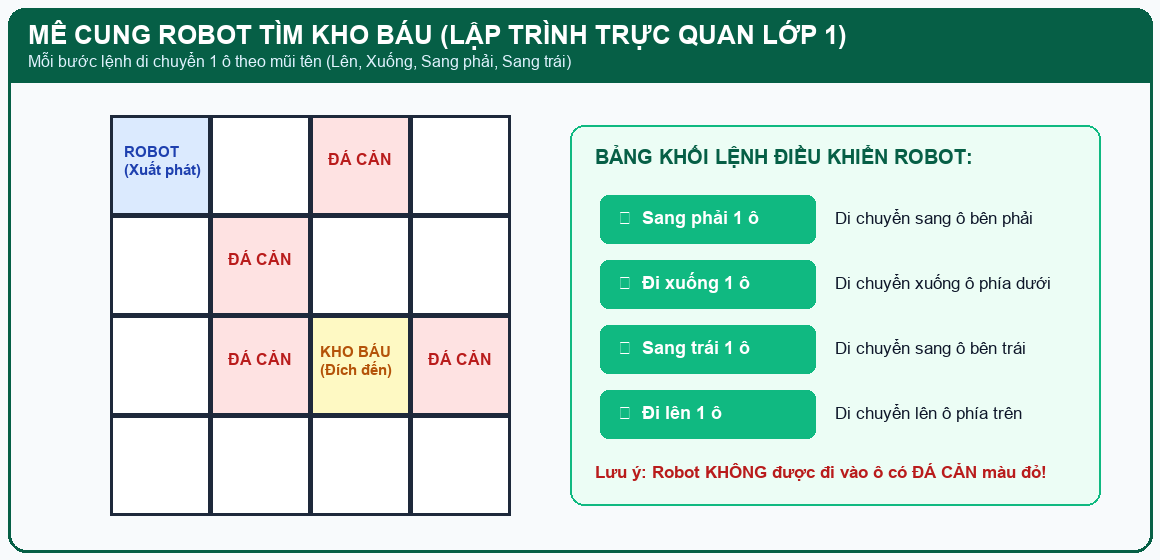 MÊ CUNG ROBOT TÌM KHO BÁU (LẬP TRÌNH TRỰC QUAN LỚP 1)
Mỗi bước lệnh di chuyển 1 ô theo mũi tên (Lên, Xuống, Sang phải, Sang trái)
ROBOT
(Xuất phát)
ĐÁ CẢN
ĐÁ CẢN
ĐÁ CẢN
KHO BÁU
(Đích đến)
ĐÁ CẢN
BẢNG KHỐI LỆNH ĐIỀU KHIỂN ROBOT:
Sang phải 1 ô
Di chuyển sang ô bên phải
Đi xuống 1 ô
Di chuyển xuống ô phía dưới
Sang trái 1 ô
Di chuyển sang ô bên trái
Đi lên 1 ô
Di chuyển lên ô phía trên
Lưu ý: Robot KHÔNG được đi vào ô có ĐÁ CẢN màu đỏ!